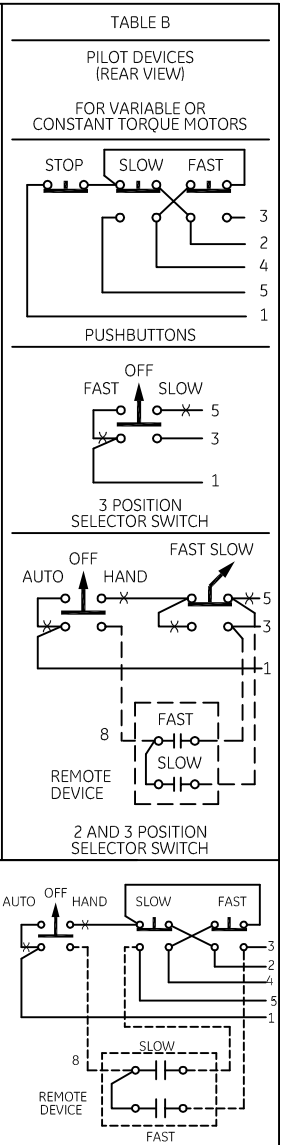 TABLE B
PILOT DEVICES
(REAR VIEW)
FOR VARIABLE OR
CONSTANT TORQUE MOTORS
STOP SLOW FAST
3
2
4
5
1
PUSHBUTTONS
OFF
FAST SLOW
5
3
1
3 POSITION
SELECTOR SWITCH
FAST SLOW
OFF
AUTO HAND
5
3
1
8 FAST
SLOW
REMOTE
DEVICE
2 AND 3 POSITION
SELECTOR SWITCH
AUTO OFF HAND SLOW FAST
3
2
4
5
1
SLOW
8
REMOTE
DEVICE
FAST